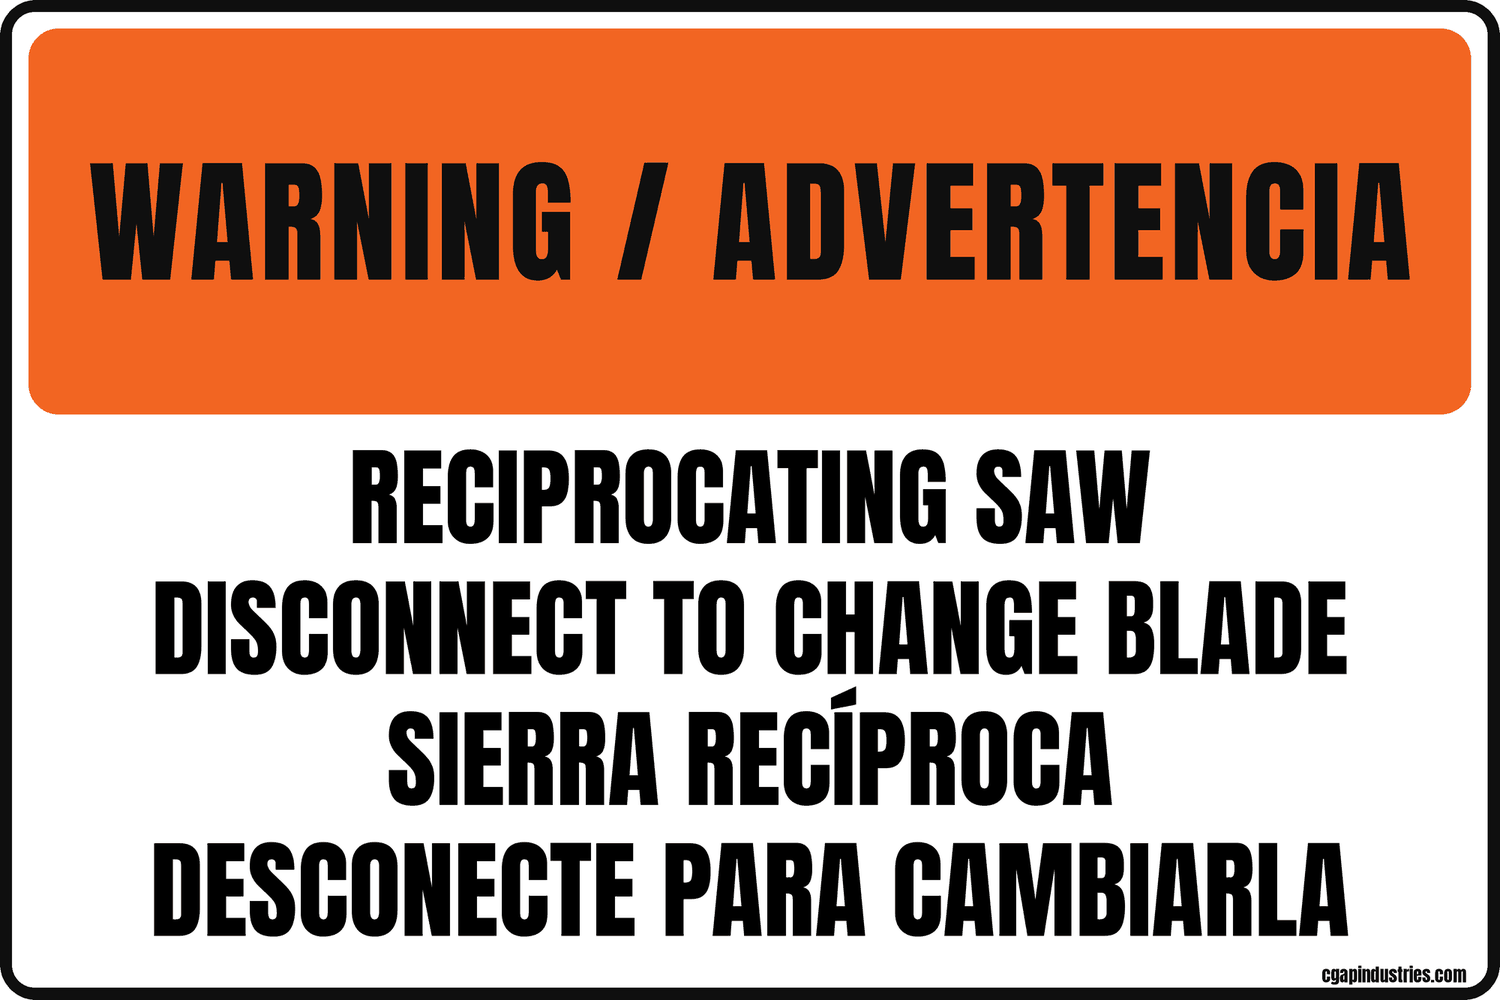 WARNING / ADVERTENCIA
RECIPROCATING SAW
DISCONNECT TO CHANGE BLADE
SIERRA RECÍPROCA
DESCONECTE PARA CAMBIARLA
cgapindustries.com